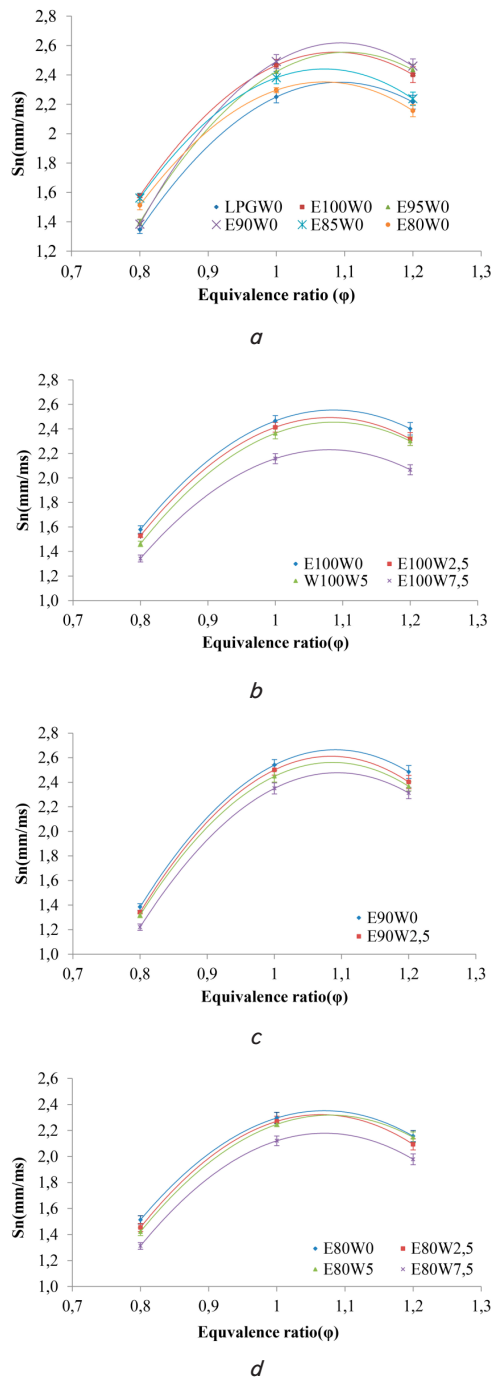 Sn(mm/ms)
2,8
2,6
2,4
2,2
2
1,8
1,6
1,4
1,2
LPGW0 E100W0 E95W0
E90W0 E85W0 E80W0
0,7 0,8 0,9 1 1,1 1,2 1,3
Equivalence ratio (φ)
a
Sn(mm/ms)
2,8
2,6
2,4
2,2
2,0
1,8
1,6
1,4
1,2
1,0
E100W0 E100W2,5
W100W5 E100W7,5
0,7 0,8 0,9 1 1,1 1,2 1,3
Equivalence ratio(φ)
b
Sn(mm/ms)
2,8
2,6
2,4
2,2
2,0
1,8
1,6
1,4
1,2
1,0
E90W0
E90W2,5
0,7 0,8 0,9 1 1,1 1,2 1,3
Equivalence ratio(φ)
c
Sn(mm/ms)
2,6
2,4
2,2
2,0
1,8
1,6
1,4
1,2
1,0
E80W0 E80W2,5
E80W5 E80W7,5
0,7 0,8 0,9 1 1,1 1,2 1,3
Equvalence ratio(φ)
d